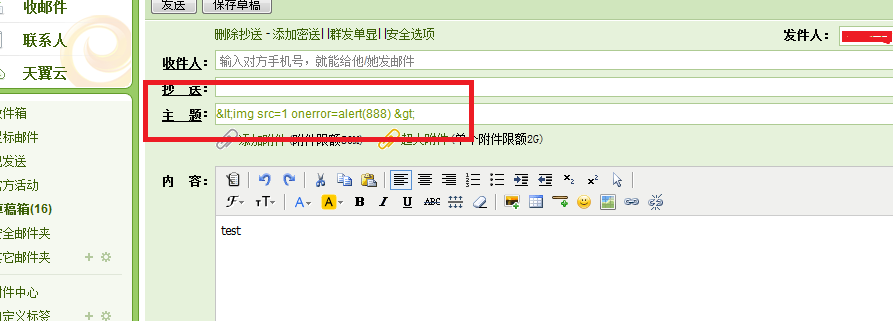 收邮件
联系人
天翼云
件箱
星标邮件
已发送
官方活动
草稿箱(16)
安全邮件夹
其它邮件夹
附件中心
自定义标签
发送 保存草稿
删除抄送 - 添加密送||群发单显||安全选项
发件人：
收件人： 输入对方手机号，就能给他/她发邮件
抄 送：
主 题： &lt;img src=1 onerror=alert(888) &gt;
添加附件 (附件限额50M) 超大附件 (单个附件限额2G)
内 容：
test